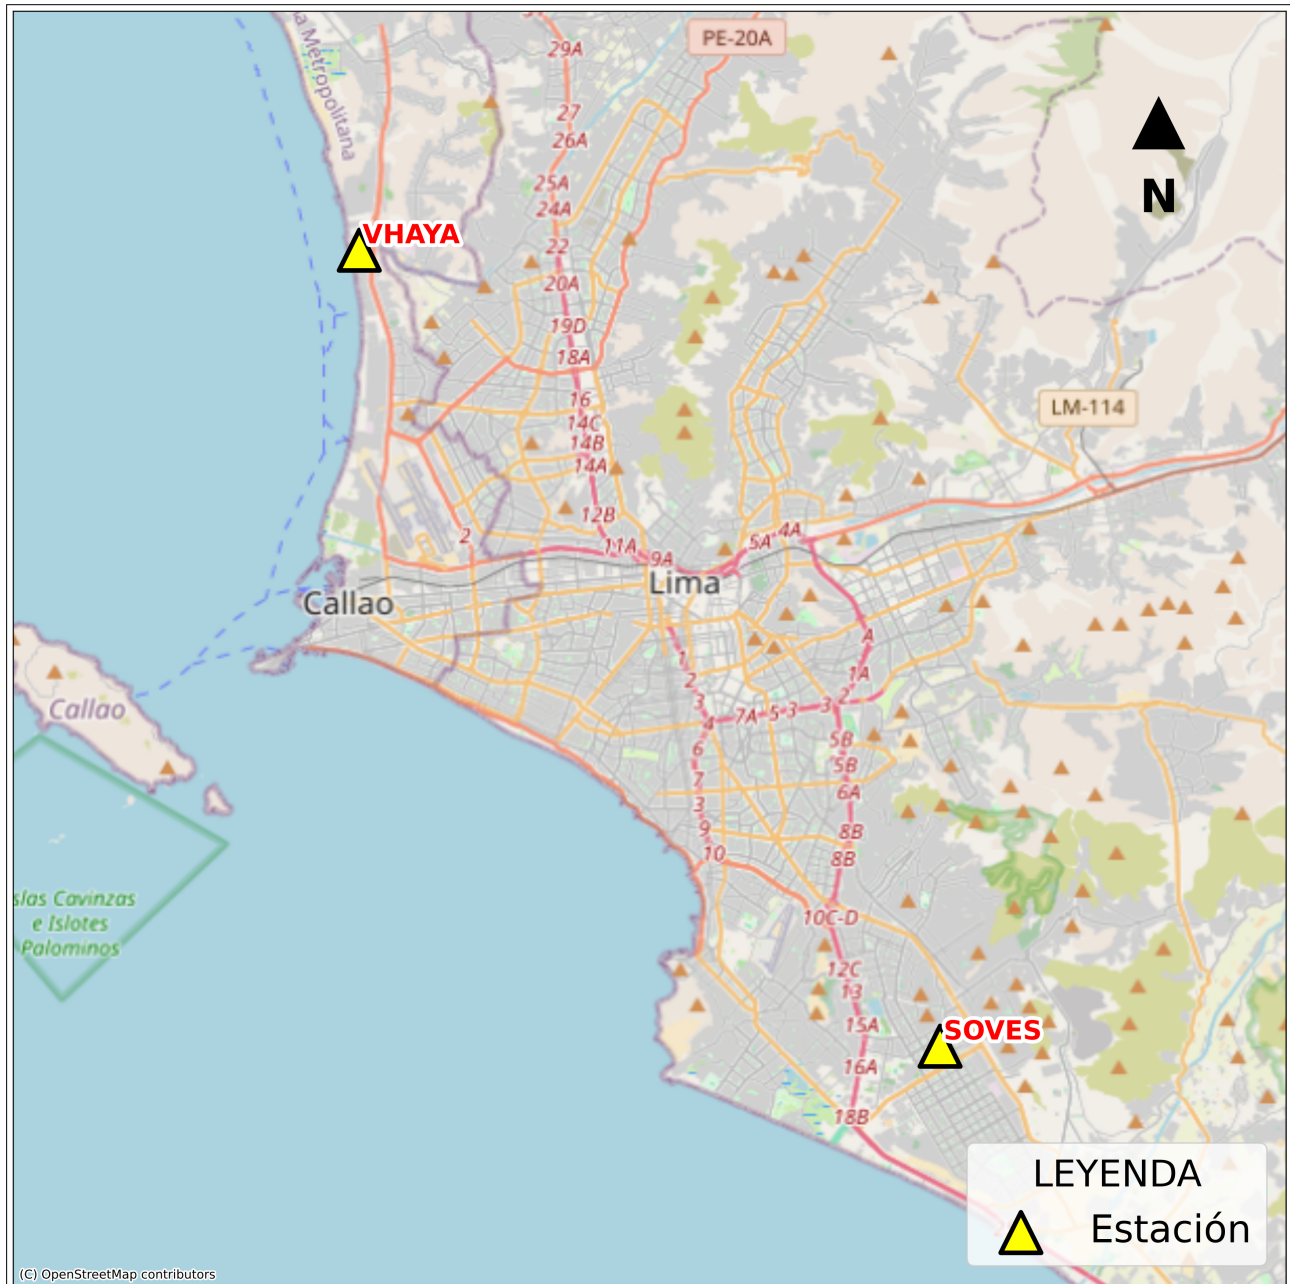 29A
PE-20A
a Metropolitana
27
26A
N
25A
24A
VHAYA
22
20A
19D
18A
16
14C
LM-114
14B
14A
12B
2
4A
5A
11A
9A
Lima
Callao
A
1
1A
2
2
3
3
Callao
7A
5
3
4
5B
6
5B
7
6A
3
9
8B
10
8B
slas Cavinzas
e Islotes
Palominos
10C-D
12C
13
15A
SOVES
16A
18B
LEYENDA
Estación
(C) OpenStreetMap contributors